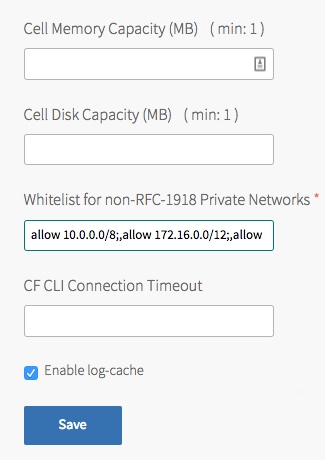 Cell Memory Capacity (MB) ( min: 1 )
Cell Disk Capacity (MB) ( min: 1 )
Whitelist for non-RFC-1918 Private Networks *
allow 10.0.0.0/8;,allow 172.16.0.0/12;,allow
CF CLI Connection Timeout
Enable log-cache
Save